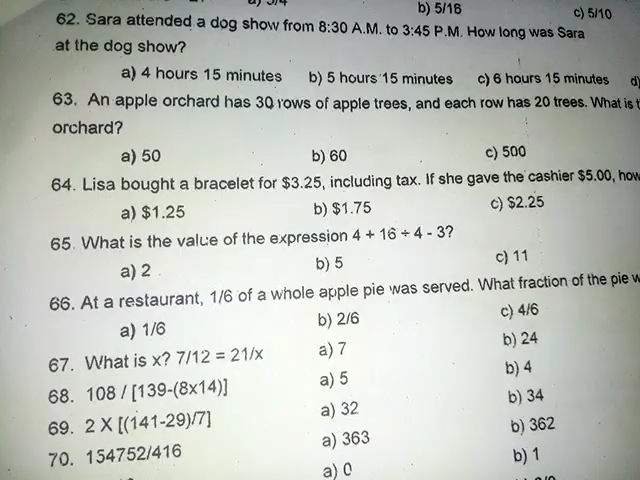 b) 5/16 c) 5/10
62. Sara attended a dog show from 8:30 A.M. to 3:45 P.M. How long was Sara
at the dog show?
a) 4 hours 15 minutes b) 5 hours 15 minutes c) 6 hours 15 minutes d)
63. An apple orchard has 30 rows of apple trees, and each row has 20 trees. What is
orchard?
a) 50 b) 60 c) 500
64. Lisa bought a bracelet for $3.25, including tax. If she gave the cashier $5.00, how
a) $1.25 b) $1.75 c) $2.25
65. What is the value of the expression 4 + 16 ÷ 4 - 3?
a) 2 b) 5 c) 11
66. At a restaurant, 1/6 of a whole apple pie was served. What fraction of the pie
a) 1/6 b) 2/6 c) 4/6
67. What is x? 7/12 = 21/x a) 7 b) 24
68. 108 / [139-(8x14)] a) 5 b) 4
69. 2 X [(141-29)/7] a) 32 b) 34
70. 154752/416 a) 363 b) 362
a) 0 b) 1